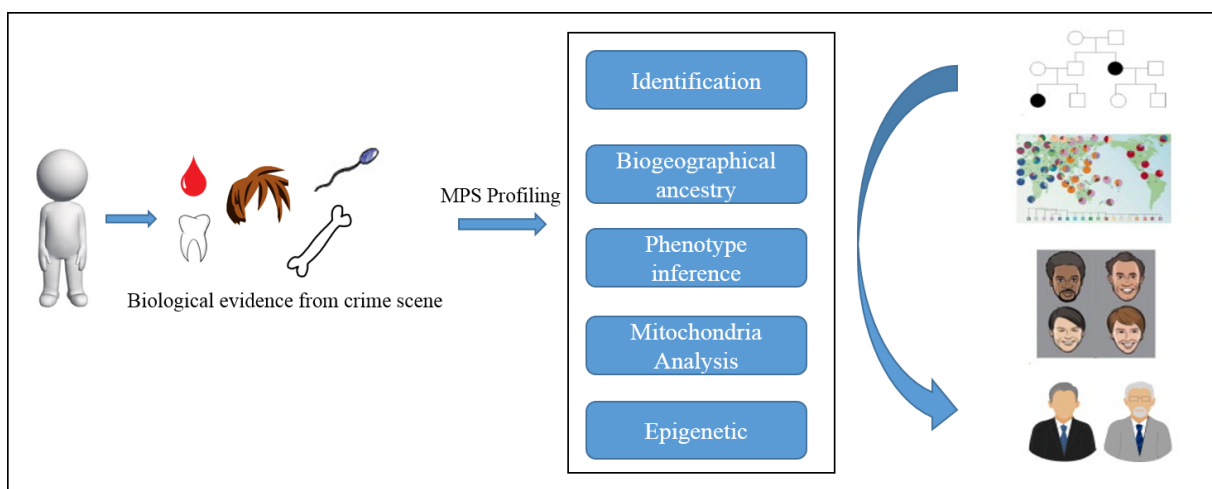 Identification
Biogeographical
ancestry
MPS Profiling
Phenotype
inference
Biological evidence from crime scene
Mitochondria
Analysis
Epigenetic